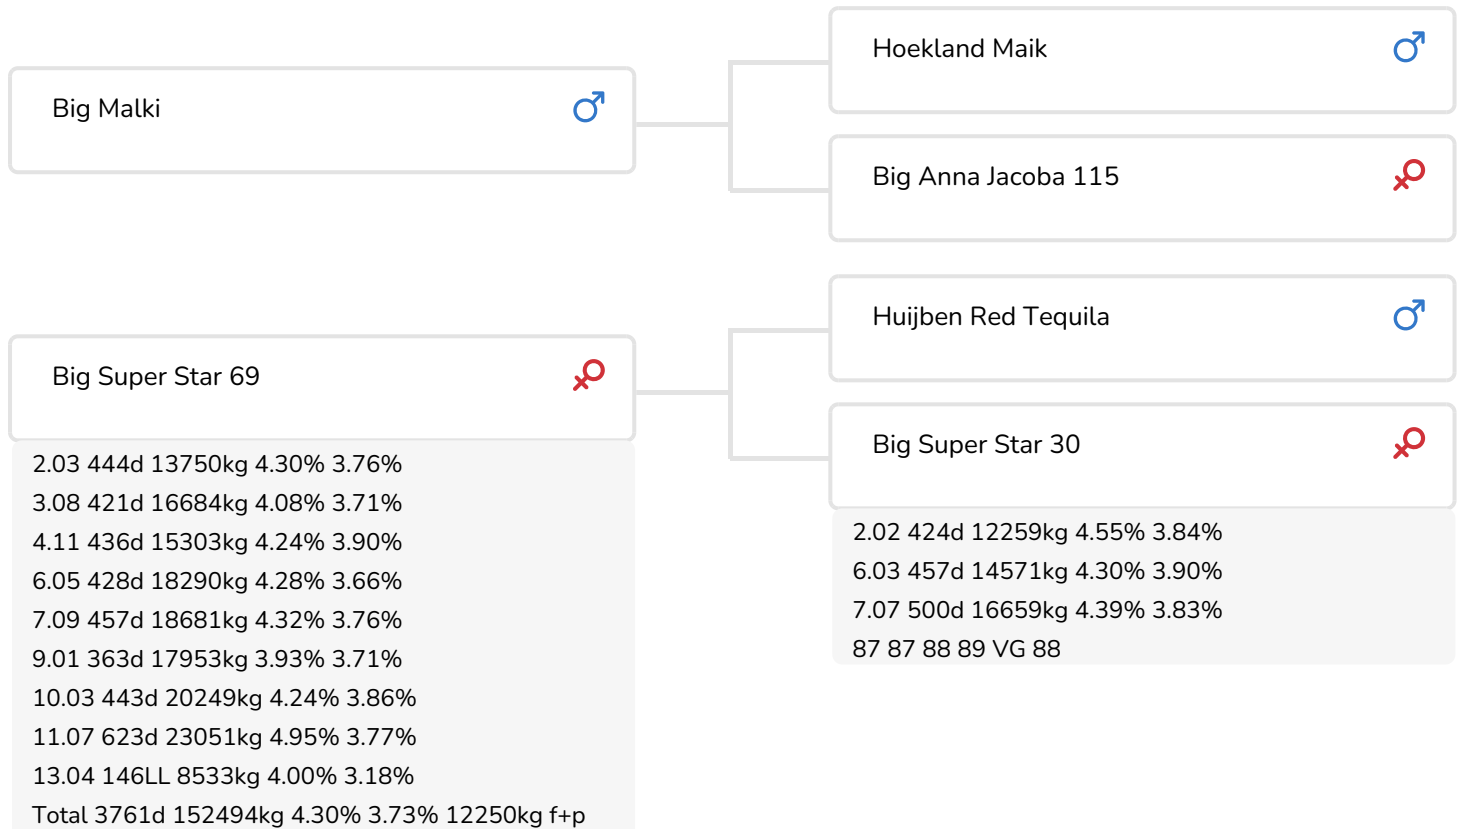 Big Malki
Hoekland Maik
Big Anna Jacoba 115
Big Super Star 69
2.03 444d 13750kg 4.30% 3.76%
3.08 421d 16684kg 4.08% 3.71%
4.11 436d 15303kg 4.24% 3.90%
6.05 428d 18290kg 4.28% 3.66%
7.09 457d 18681kg 4.32% 3.76%
9.01 363d 17953kg 3.93% 3.71%
10.03 443d 20249kg 4.24% 3.86%
11.07 623d 23051kg 4.95% 3.77%
13.04 146LL 8533kg 4.00% 3.18%
Total 3761d 152494kg 4.30% 3.73% 12250kg f+p
Huijben Red Tequila
Big Super Star 30
2.02 424d 12259kg 4.55% 3.84%
6.03 457d 14571kg 4.30% 3.90%
7.07 500d 16659kg 4.39% 3.83%
87 87 88 89 VG 88